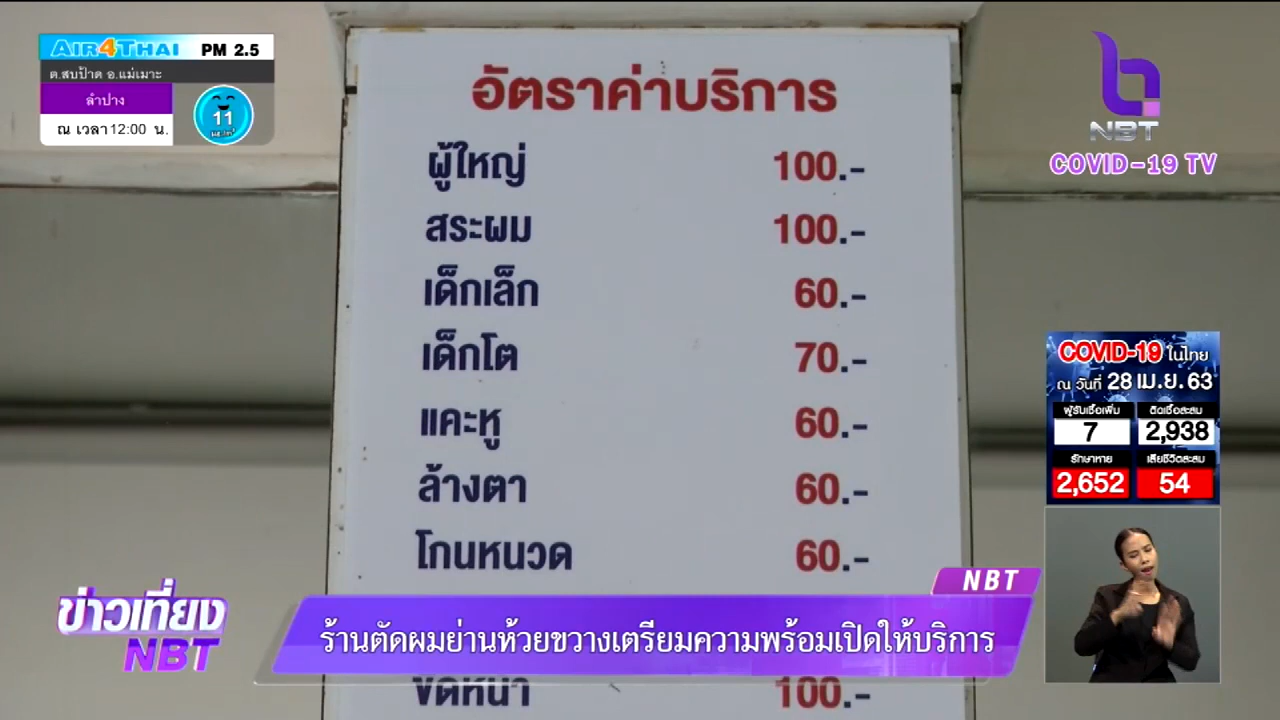 AIR4THAI PM 2.5
ต.สบป้าด อ.แม่เมาะ
ลำปาง
11
ณ เวลา 12:00 น.
NBT
COVID-19 TV
อัตราค่าบริการ
ผู้ใหญ่ 100.-
สระผม 100.-
เด็กเล็ก 60.-
เด็กโต 70.-
แคะหู 60.-
ล้างตา 60.-
โกนหนวด 60.-
COVID-19 ในไทย
ณ วันที่ 28 เม.ย. 63
ผู้รับเชื้อเพิ่ม ติดเชื้อสะสม
7 2,938
รักษาหาย เสียชีวิตสะสม
2,652 54
NBT
ข่าวเที่ยง
NBT
ร้านตัดผมย่านห้วยขวางเตรียมความพร้อมเปิดให้บริการ
100.-